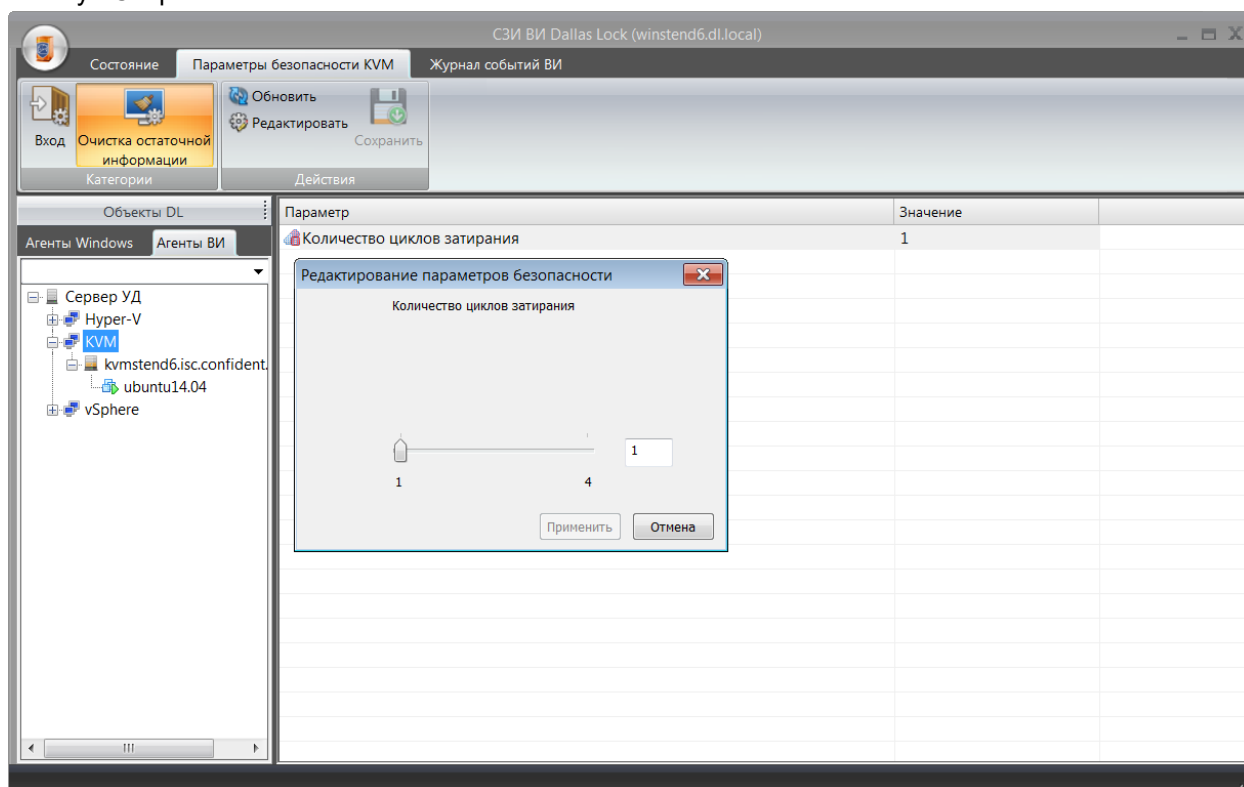 СЗИ ВИ Dallas Lock (winstend6.dl.local)
Состояние Параметры безопасности KVM Журнал событий ВИ
Вход
Очистка остаточной информации
Обновить
Редактировать
Сохранить
Категории Действия
Объекты DL
Агенты Windows Агенты ВИ
Параметр Значение
Количество циклов затирания 1
Сервер УД
Hyper-V
KVM
kvmstend6.isc.confident.
ubuntu14.04
vSphere
Редактирование параметров безопасности
Количество циклов затирания
1
1 4
Применить Отмена